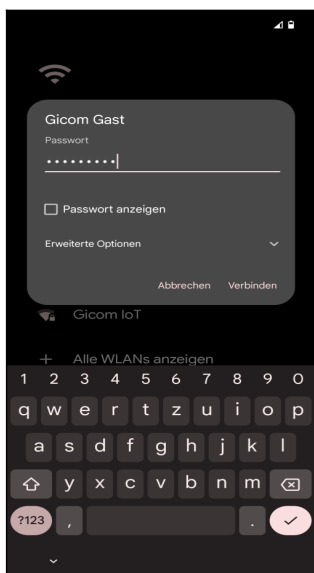 Gicom Gast
Passwort
•••••••••
Passwort anzeigen
Erweiterte Optionen
Abbrechen Verbinden
Gicom IoT
+ Alle WLANs anzeigen
1 2 3 4 5 6 7 8 9 0
q w e r t z u i o p
a s d f g h j k l
y x c v b n m
?123 , .